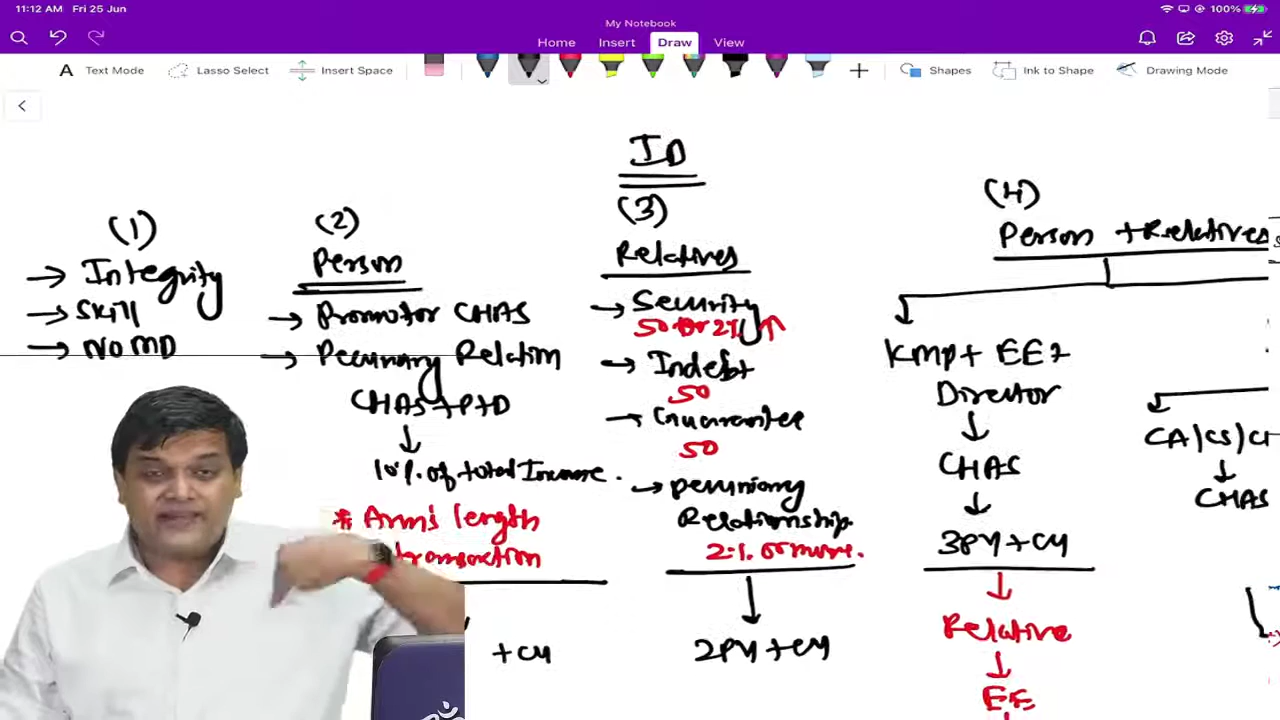 11:12 AM Fri 25 Jun
100%
My Notebook
Home Insert Draw View
Text Mode Lasso Select Insert Space Shapes Ink to Shape Drawing Mode
ID
(1)
→ Integrity
→ Skill
→ NO MD
(2)
Person
→ Promotor CHAS
→ Pecuniary Relation
CHAS+P+D
10% of total Income.
* Arm's length
transaction
+CY
(3)
Relatives
→ Security
50 or 2% ↑
→ Indebt
50
→ Guarantee
50
→ pecuniary
Relationship.
2% or more.
2PY+CY
(4)
Person + Relatives
KMP + EE
Director
CHAS
3PY+CY
Relative
EE
CA/CS/C
CHAS